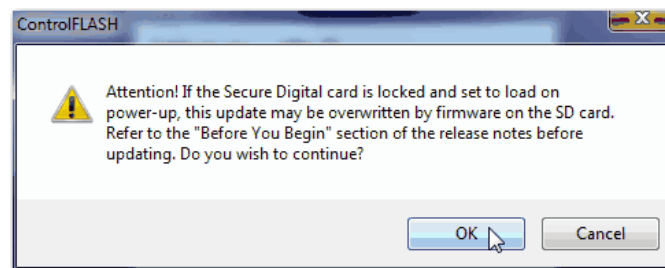 ControlFLASH
Attention! If the Secure Digital card is locked and set to load on
power-up, this update may be overwritten by firmware on the SD card.
Refer to the "Before You Begin" section of the release notes before
updating. Do you wish to continue?
OK
Cancel